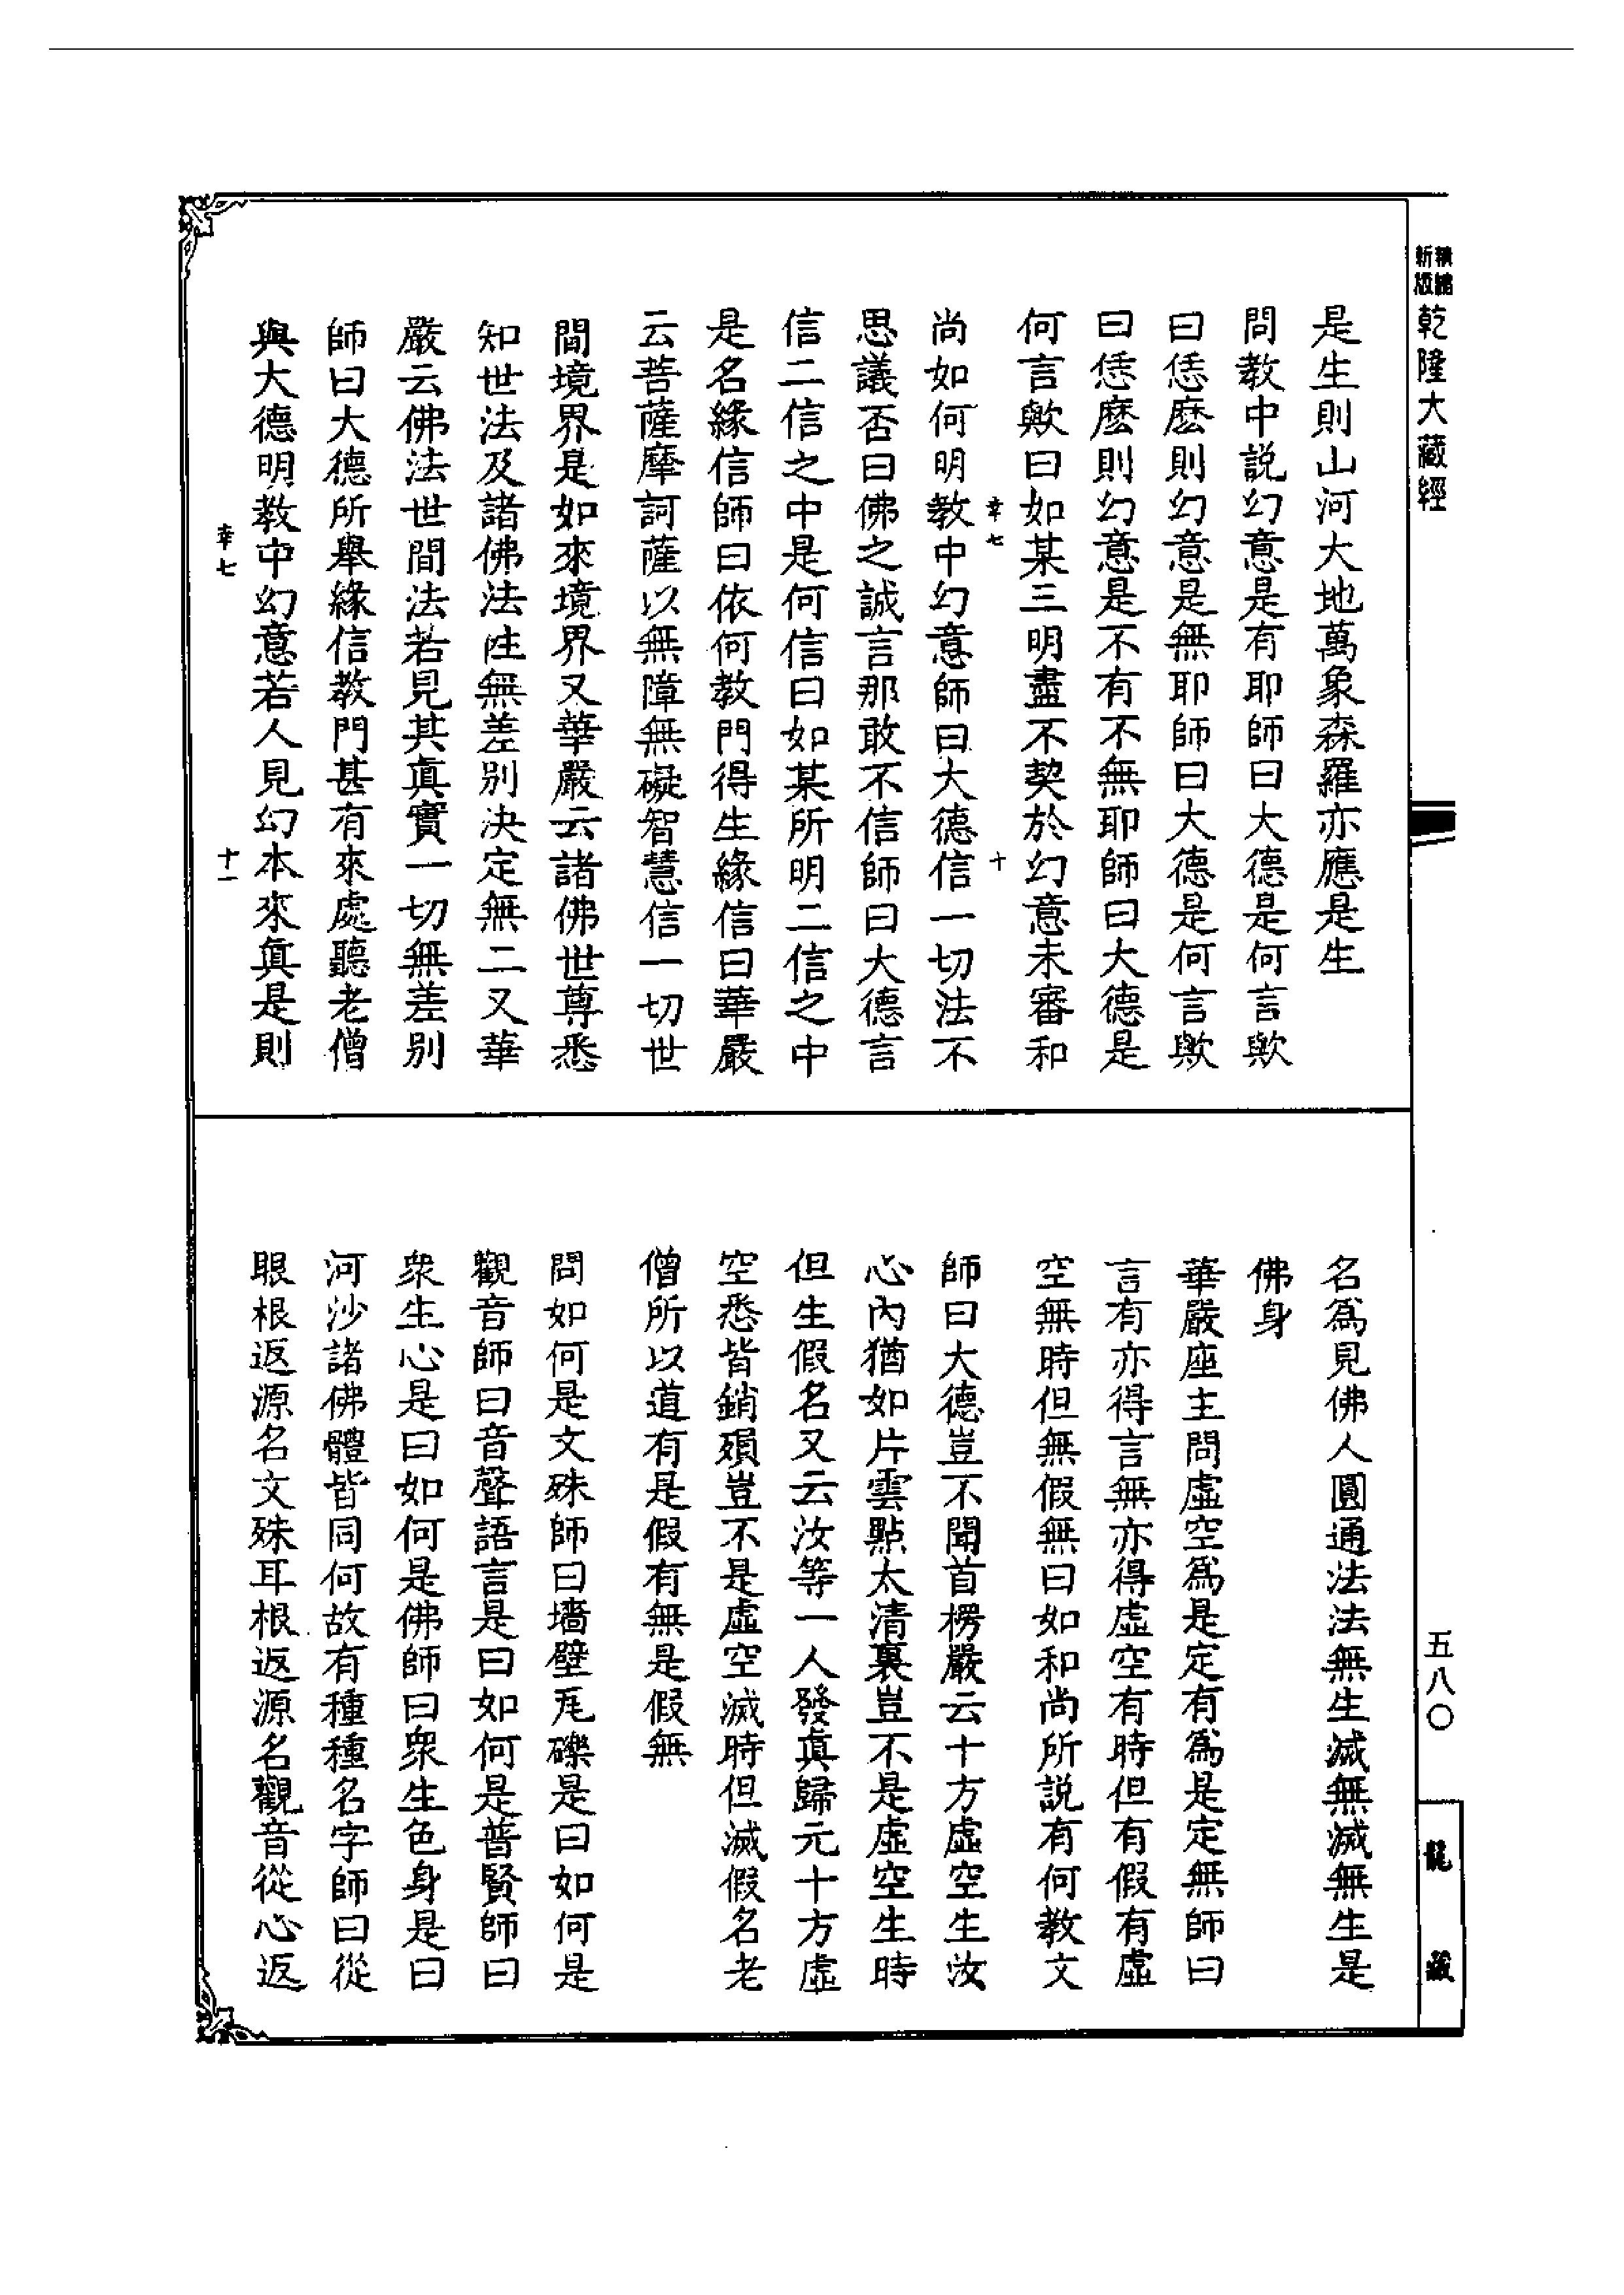 新版精縮
乾隆大藏經
五八〇
龍藏
是生則山河大地萬象森羅亦應是生
問教中説幻意是有耶師曰大德是何言歟
曰恁麽則幻意是無耶師曰大德是何言歟
曰恁麽則幻意是不有不無耶師曰大德是
何言歟曰如某三明盡不契於幻意未審和
幸七
十
尚如何明教中幻意師曰大德信一切法不
思議否曰佛之誠言那敢不信師曰大德言
信二信之中是何信曰如某所明二信之中
是名緣信師曰依何教門得生緣信曰華嚴
云菩薩摩訶薩以無障無礙智慧信一切世
間境界是如來境界又華嚴云諸佛世尊悉
知世法及諸佛法性無差別決定無二又華
嚴云佛法世間法若見其眞實一切無差別
師曰大德所舉緣信教門甚有來處聽老僧
與大德明教中幻意若人見幻本來眞是則
幸七
十一
名爲見佛人圓通法法無生滅無滅無生是
佛身
華嚴座主問虛空爲是定有爲是定無師曰
言有亦得言無亦得虛空有時但有假有虛
空無時但無假無曰如和尚所説有何教文
師曰大德豈不聞首楞嚴云十方虛空生汝
心內猶如片雲點太清裏豈不是虛空生時
但生假名又云汝等一人發眞歸元十方虛
空悉皆銷殞豈不是虛空滅時但滅假名老
僧所以道有是假有無是假無
問如何是文殊師曰墻壁瓦礫是曰如何是
觀音師曰音聲語言是曰如何是普賢師曰
衆生心是曰如何是佛師曰衆生色身是曰
河沙諸佛體皆同何故有種種名字師曰從
眼根返源名文殊耳根返源名觀音從心返